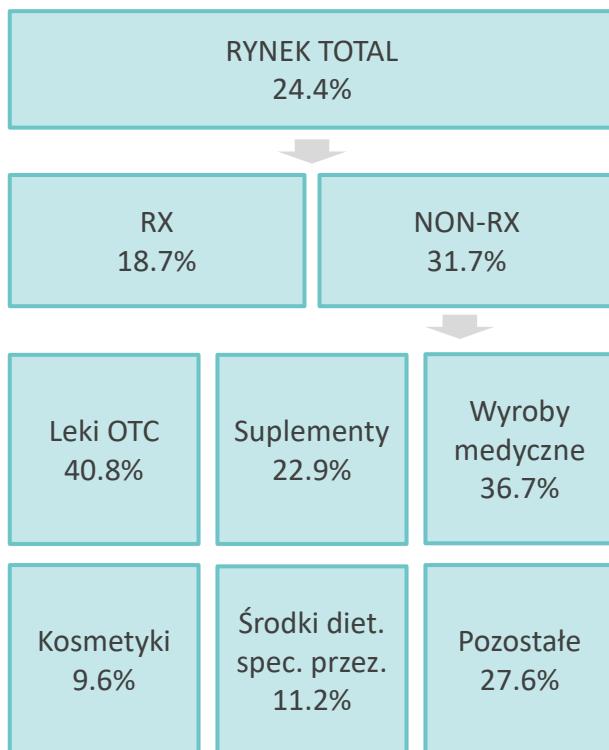 RYNEK TOTAL
24.4%
RX
18.7%
NON-RX
31.7%
Leki OTC
40.8%
Suplementy
22.9%
Wyroby
medyczne
36.7%
Kosmetyki
9.6%
Środki diet.
spec. przez.
11.2%
Pozostałe
27.6%